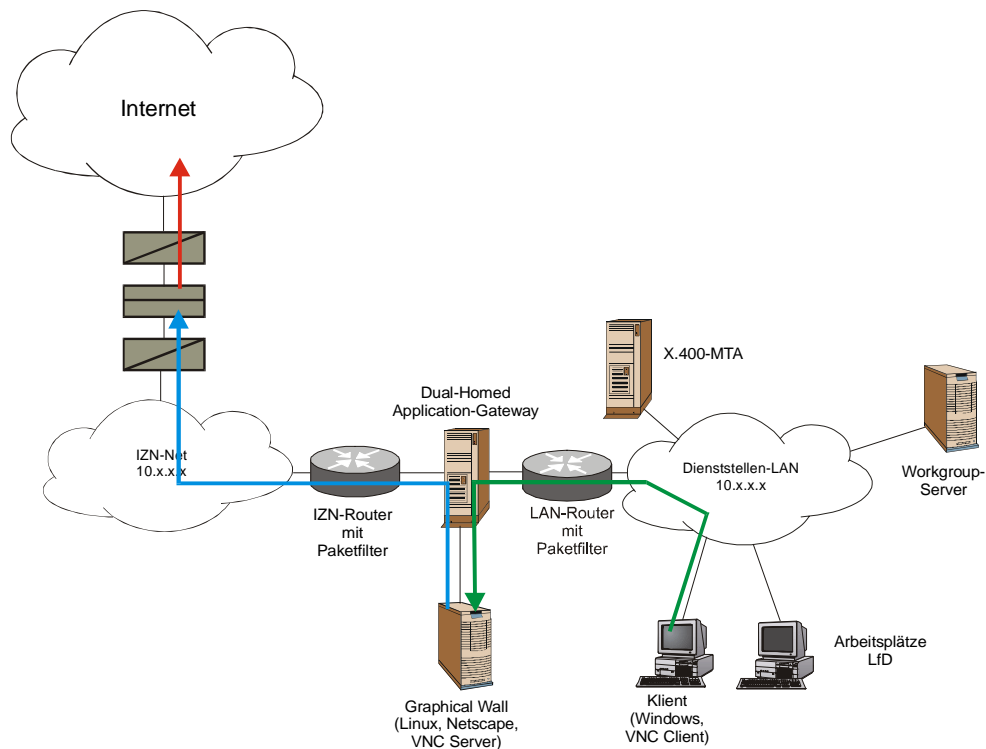 Internet
X.400-MTA
Dual-Homed
Application-Gateway
IZN-Net
10.x.x.x
Dienststellen-LAN
10.x.x.x
Workgroup-
Server
IZN-Router
mit
Paketfilter
LAN-Router
mit
Paketfilter
Arbeitsplätze
LfD
Graphical Wall
(Linux, Netscape,
VNC Server)
Klient
(Windows,
VNC Client)